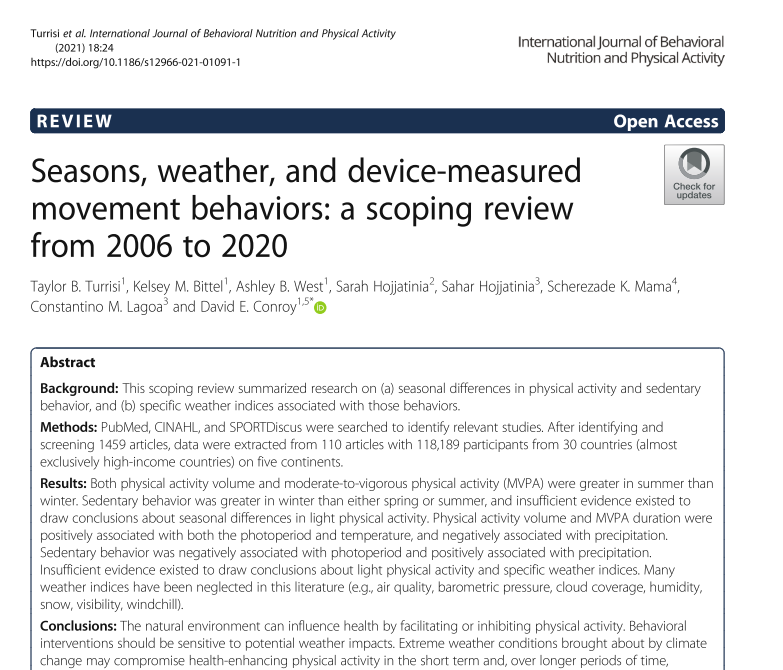 Turrisi et al. International Journal of Behavioral Nutrition and Physical Activity
(2021) 18:24
https://doi.org/10.1186/s12966-021-01091-1
International Journal of Behavioral
Nutrition and Physical Activity
REVIEW Open Access
Seasons, weather, and device-measured
movement behaviors: a scoping review
from 2006 to 2020
Check for
updates
Taylor B. Turrisi1, Kelsey M. Bittel1, Ashley B. West1, Sarah Hojjatinia2, Sahar Hojjatinia3, Scherezade K. Mama4,
Constantino M. Lagoa3 and David E. Conroy1,5* iD
Abstract
Background: This scoping review summarized research on (a) seasonal differences in physical activity and sedentary
behavior, and (b) specific weather indices associated with those behaviors.
Methods: PubMed, CINAHL, and SPORTDiscus were searched to identify relevant studies. After identifying and
screening 1459 articles, data were extracted from 110 articles with 118,189 participants from 30 countries (almost
exclusively high-income countries) on five continents.
Results: Both physical activity volume and moderate-to-vigorous physical activity (MVPA) were greater in summer than
winter. Sedentary behavior was greater in winter than either spring or summer, and insufficient evidence existed to
draw conclusions about seasonal differences in light physical activity. Physical activity volume and MVPA duration were
positively associated with both the photoperiod and temperature, and negatively associated with precipitation.
Sedentary behavior was negatively associated with photoperiod and positively associated with precipitation.
Insufficient evidence existed to draw conclusions about light physical activity and specific weather indices. Many
weather indices have been neglected in this literature (e.g., air quality, barometric pressure, cloud coverage, humidity,
snow, visibility, windchill).
Conclusions: The natural environment can influence health by facilitating or inhibiting physical activity. Behavioral
interventions should be sensitive to potential weather impacts. Extreme weather conditions brought about by climate
change may compromise health-enhancing physical activity in the short term and, over longer periods of time,